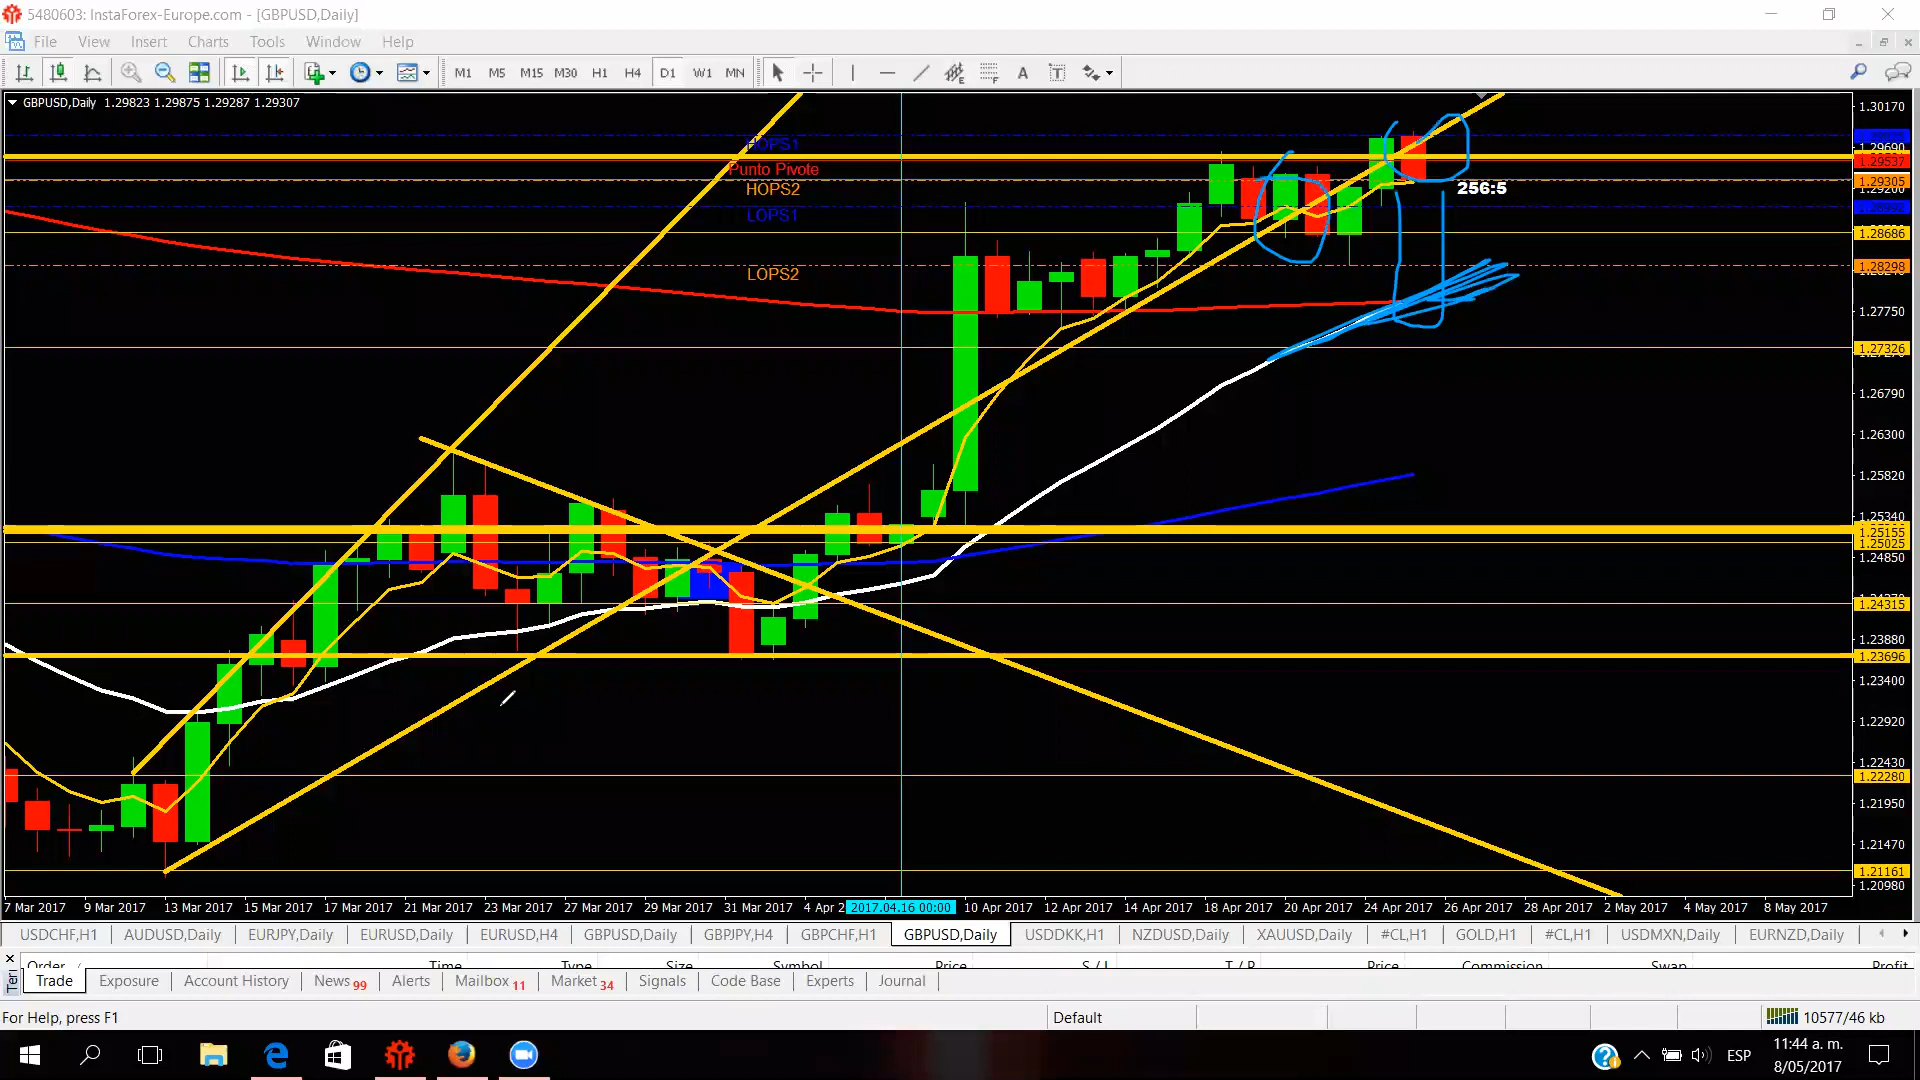 5480603: InstaForex-Europe.com - [GBPUSD,Daily]
File View Insert Charts Tools Window Help
M1 M5 M15 M30 H1 H4 D1 W1 MN A T
GBPUSD,Daily 1.29823 1.29875 1.29287 1.29307
1.30170
HOPS1
1.29690
Punto Pivote
1.29537
HOPS2
1.29305
256:5
LOPS1
1.28686
LOPS2
1.28298
1.27750
1.27326
1.26790
1.26300
1.25820
1.25340
1.25155
1.25025
1.24850
1.24315
1.23880
1.23696
1.23400
1.22920
1.22430
1.22280
1.21950
1.21470
1.21161
1.20980
7 Mar 2017 9 Mar 2017 13 Mar 2017 15 Mar 2017 17 Mar 2017 21 Mar 2017 23 Mar 2017 27 Mar 2017 29 Mar 2017 31 Mar 2017 4 Apr 2 2017.04.16 00:00 10 Apr 2017 12 Apr 2017 14 Apr 2017 18 Apr 2017 20 Apr 2017 24 Apr 2017 26 Apr 2017 28 Apr 2017 2 May 2017 4 May 2017 8 May 2017
USDCHF,H1 AUDUSD,Daily EURJPY,Daily EURUSD,Daily EURUSD,H4 GBPUSD,Daily GBPJPY,H4 GBPCHF,H1 GBPUSD,Daily USDDKK,H1 NZDUSD,Daily XAUUSD,Daily #CL,H1 GOLD,H1 #CL,H1 USDMXN,Daily EURNZD,Daily
Order Time Type Size Symbol Price S / L T / P Price Commission Swap Profit
Trade Exposure Account History News 99 Alerts Mailbox 11 Market 34 Signals Code Base Experts Journal
For Help, press F1 Default 10577/46 kb
ESP 11:44 a. m.
8/05/2017